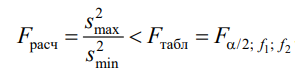 F_расч = s²_max / s²_min < F_табл = F_α/2; f₁; f₂